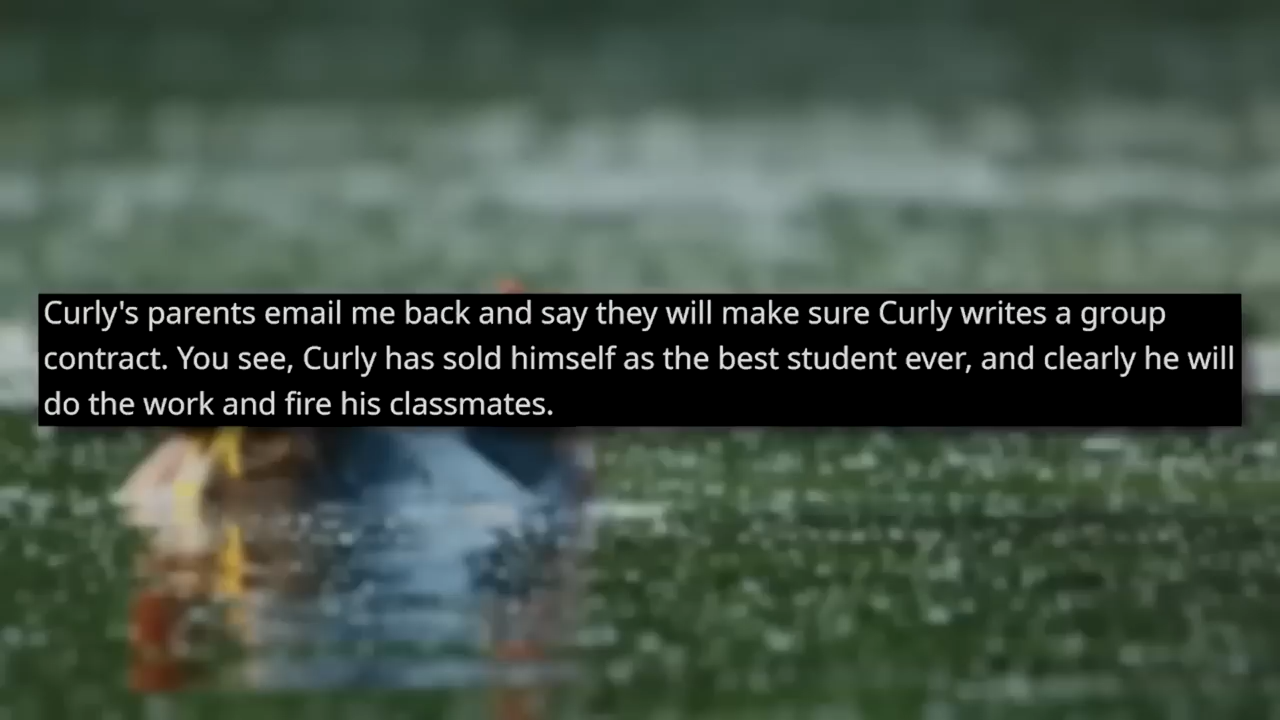 Curly's parents email me back and say they will make sure Curly writes a group
contract. You see, Curly has sold himself as the best student ever, and clearly he will
do the work and fire his classmates.